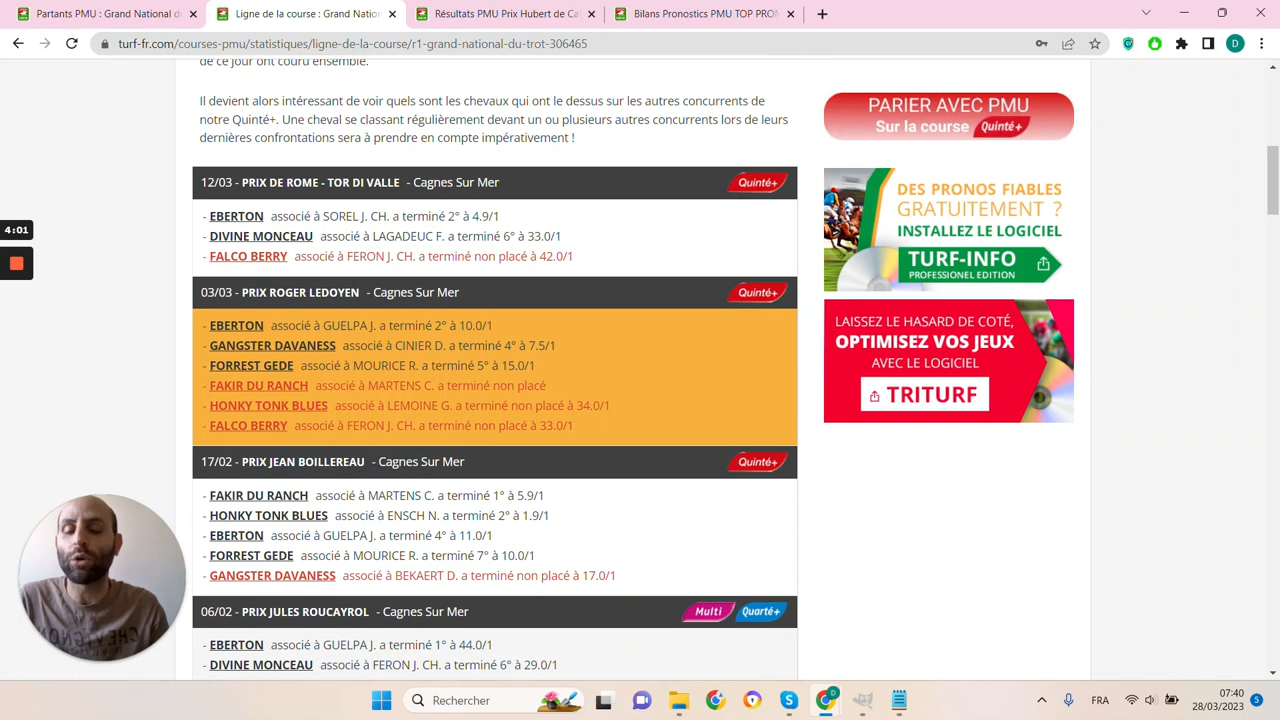 Partants PMU : Grand National d
Ligne de la course : Grand Nation
Résultats PMU Prix Hubert de Ca
Bilans Pronostics PMU TOP PRON
turf-fr.com/courses-pmu/statistiques/ligne-de-la-course/r1-grand-national-du-trot-306465
D
de ce jour ont couru ensemble.
Il devient alors intéressant de voir quels sont les chevaux qui ont le dessus sur les autres concurrents de
notre Quinté+. Une cheval se classant régulièrement devant un ou plusieurs autres concurrents lors de leurs
dernières confrontations sera à prendre en compte impérativement !
12/03 - PRIX DE ROME - TOR DI VALLE - Cagnes Sur Mer Quinté+
- EBERTON associé à SOREL J. CH. a terminé 2° à 4.9/1
- DIVINE MONCEAU associé à LAGADEUC F. a terminé 6° à 33.0/1
- FALCO BERRY associé à FERON J. CH. a terminé non placé à 42.0/1
03/03 - PRIX ROGER LEDOYEN - Cagnes Sur Mer Quinté+
- EBERTON associé à GUELPA J. a terminé 2° à 10.0/1
- GANGSTER DAVANESS associé à CINIER D. a terminé 4° à 7.5/1
- FORREST GEDE associé à MOURICE R. a terminé 5° à 15.0/1
- FAKIR DU RANCH associé à MARTENS C. a terminé non placé
- HONKY TONK BLUES associé à LEMOINE G. a terminé non placé à 34.0/1
- FALCO BERRY associé à FERON J. CH. a terminé non placé à 33.0/1
17/02 - PRIX JEAN BOILLEREAU - Cagnes Sur Mer Quinté+
- FAKIR DU RANCH associé à MARTENS C. a terminé 1° à 5.9/1
- HONKY TONK BLUES associé à ENSCH N. a terminé 2° à 1.9/1
- EBERTON associé à GUELPA J. a terminé 4° à 11.0/1
- FORREST GEDE associé à MOURICE R. a terminé 7° à 10.0/1
- GANGSTER DAVANESS associé à BEKAERT D. a terminé non placé à 17.0/1
06/02 - PRIX JULES ROUCAYROL - Cagnes Sur Mer Multi Quarté+
- EBERTON associé à GUELPA J. a terminé 1° à 44.0/1
- DIVINE MONCEAU associé à FERON J. CH. a terminé 6° à 29.0/1
PARIER AVEC PMU
Sur la course Quinté+
DES PRONOS FIABLES
GRATUITEMENT ?
INSTALLEZ LE LOGICIEL
TURF-INFO
PROFESSIONEL EDITION
LAISSEZ LE HASARD DE COTÉ,
OPTIMISEZ VOS JEUX
AVEC LE LOGICIEL
TRITURF
4:01
Rechercher
D
FRA
07:40
28/03/2023
5